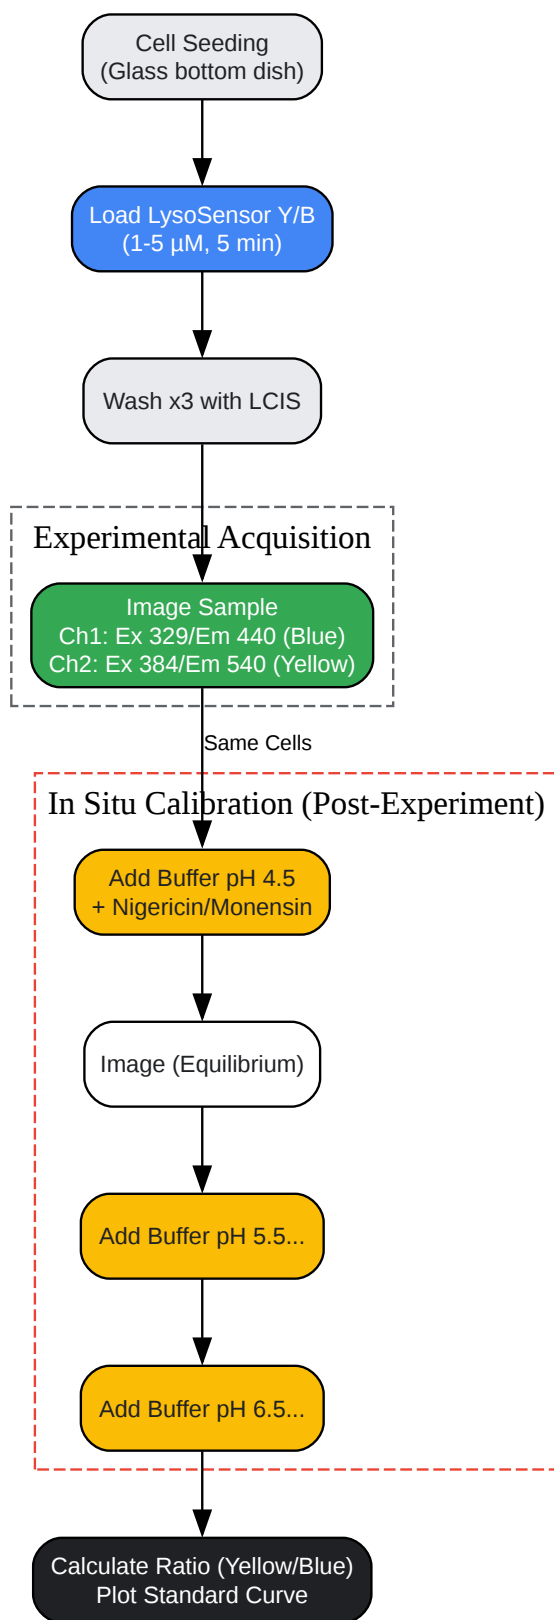 Cell Seeding
(Glass bottom dish)
Load LysoSensor Y/B
(1-5 µM, 5 min)
Wash x3 with LCIS
Experimental Acquisition
Image Sample
Ch1: Ex 329/Em 440 (Blue)
Ch2: Ex 384/Em 540 (Yellow)
Same Cells
In Situ Calibration (Post-Experiment)
Add Buffer pH 4.5
+ Nigericin/Monensin
Image (Equilibrium)
Add Buffer pH 5.5...
Add Buffer pH 6.5...
Calculate Ratio (Yellow/Blue)
Plot Standard Curve